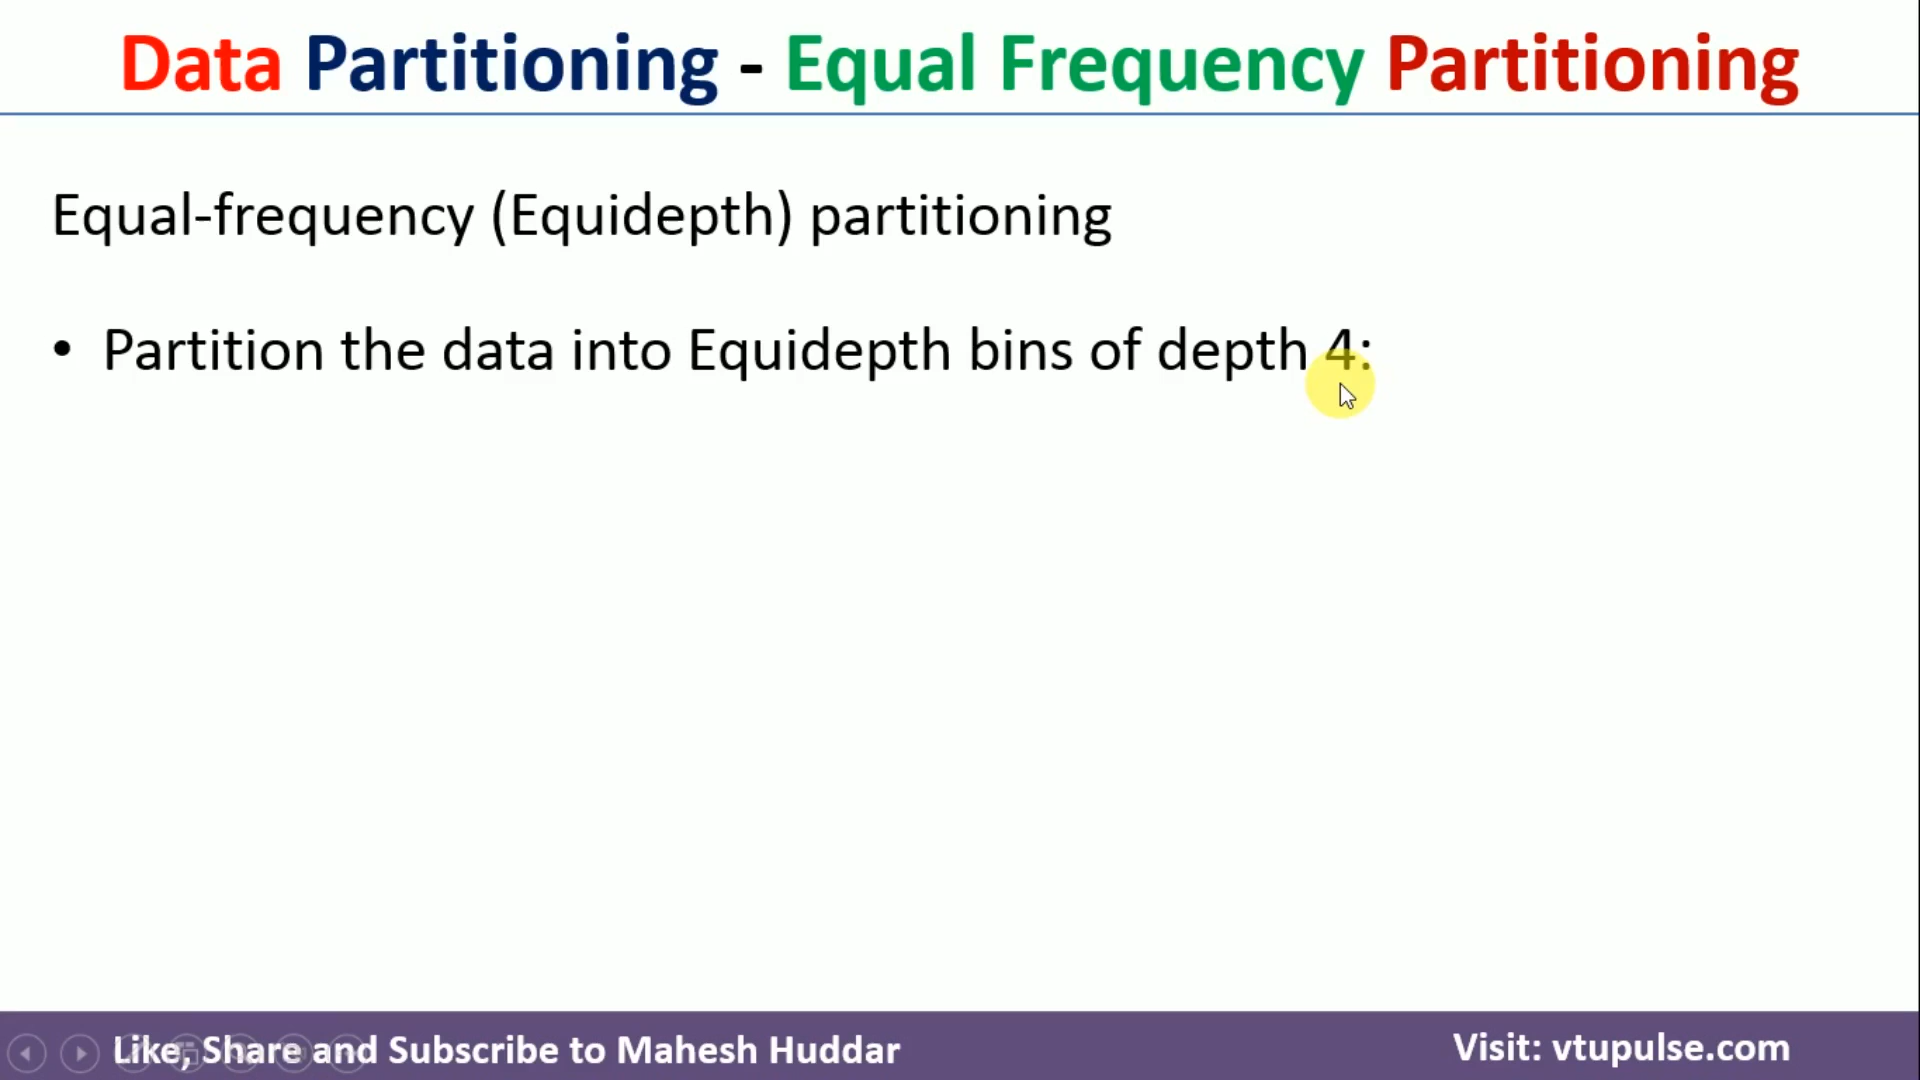 Data Partitioning - Equal Frequency Partitioning
Equal-frequency (Equidepth) partitioning
• Partition the data into Equidepth bins of depth 4:
Like, Share and Subscribe to Mahesh Huddar
Visit: vtupulse.com